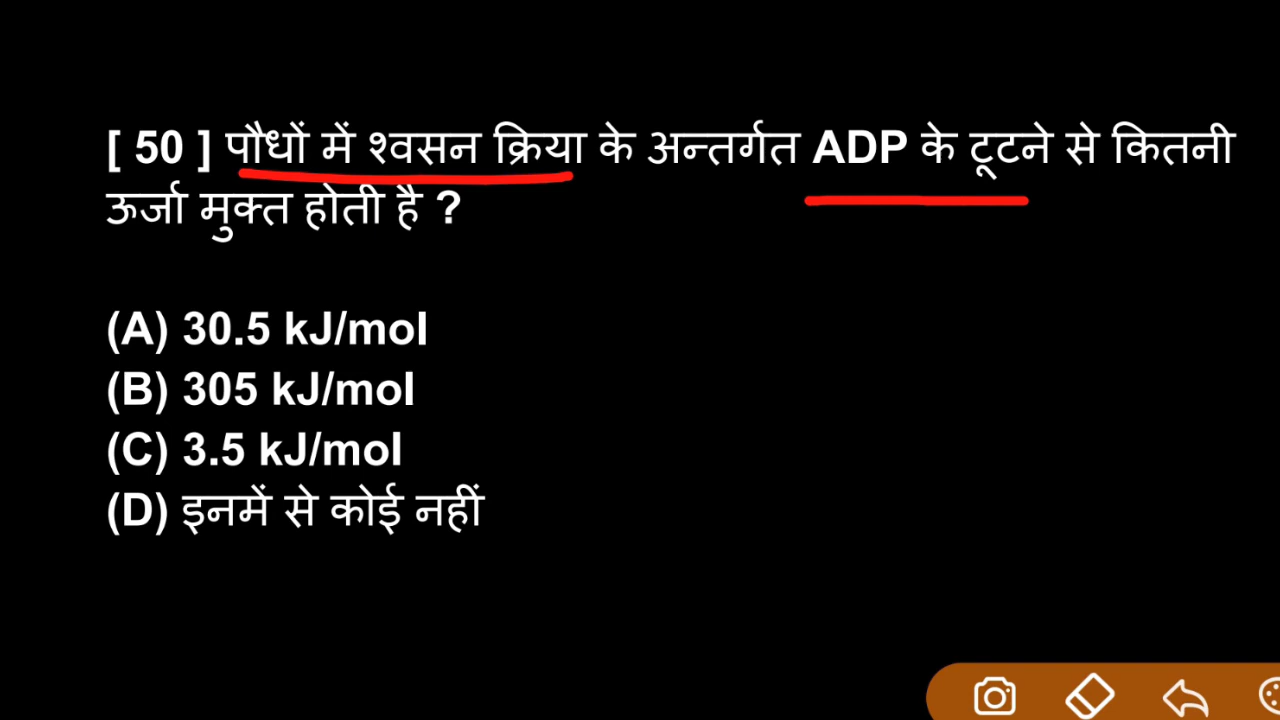 [ 50 ] पौधों में श्वसन क्रिया के अन्तर्गत ADP के टूटने से कितनी
ऊर्जा मुक्त होती है ?
(A) 30.5 kJ/mol
(B) 305 kJ/mol
(C) 3.5 kJ/mol
(D) इनमें से कोई नहीं